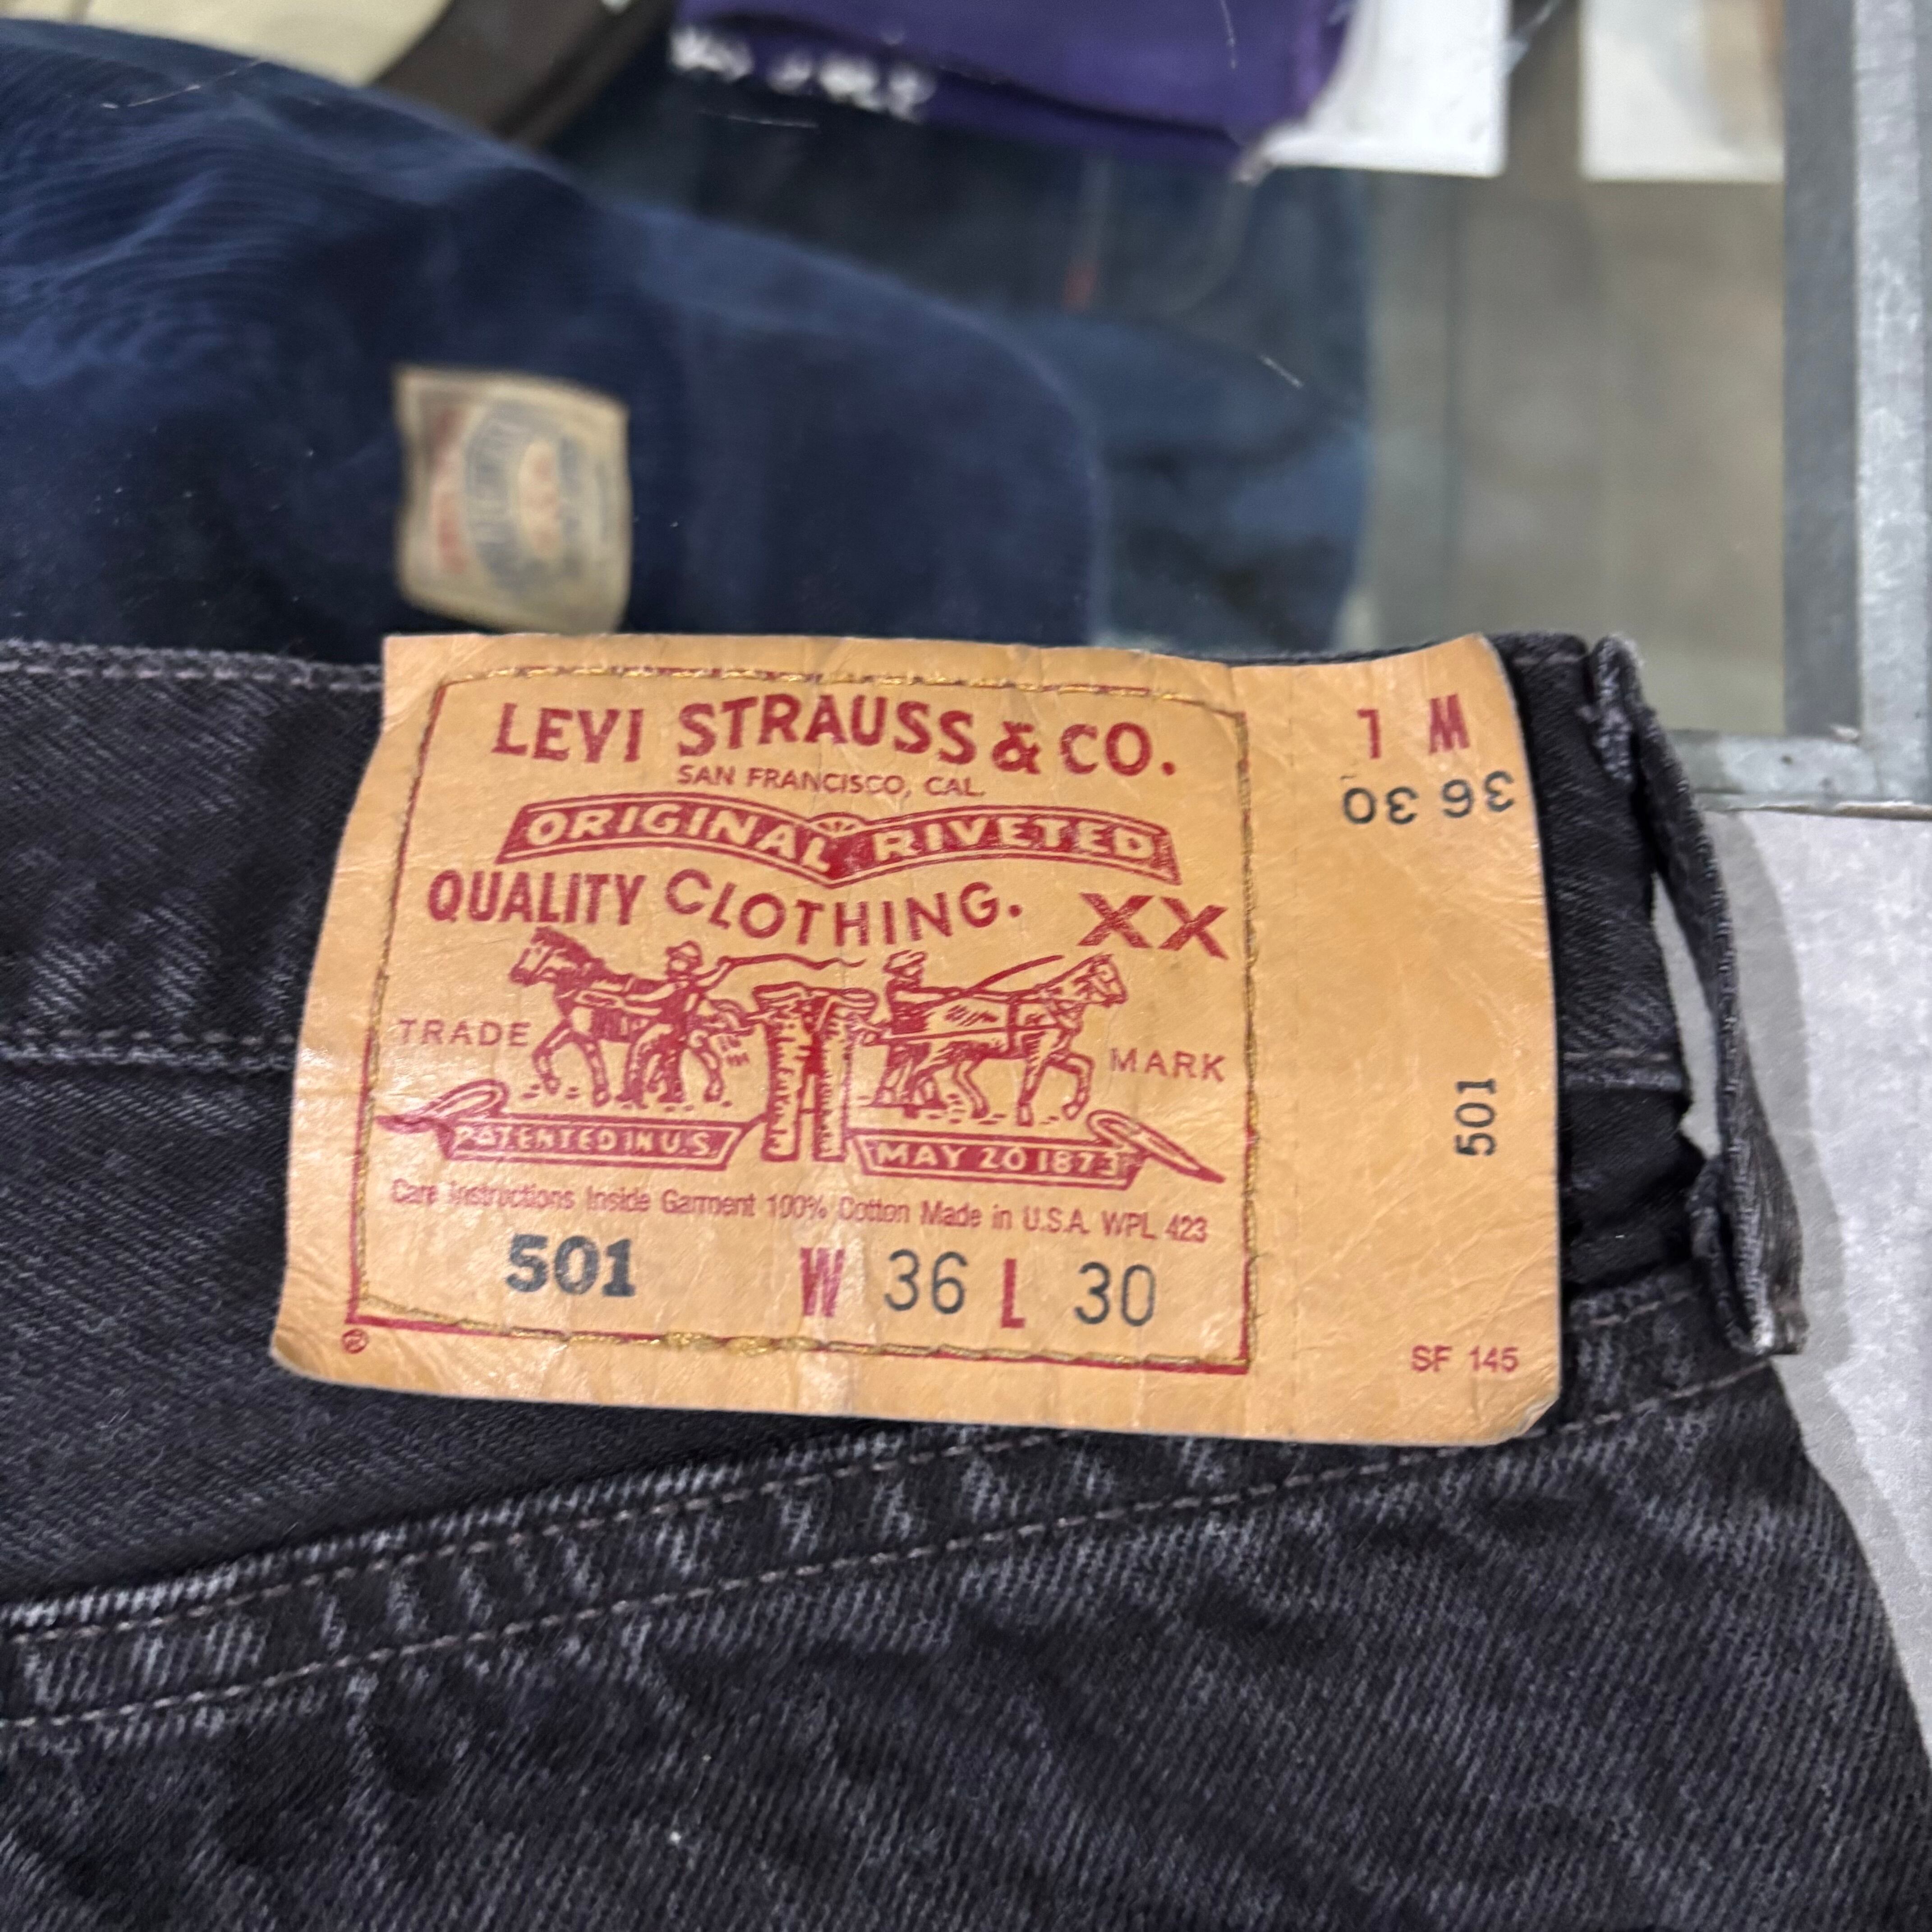 LEVI STRAUSS & CO.
SAN FRANCISCO, CAL.
ORIGINAL RIVETED
QUALITY CLOTHING. XX
TRADE MARK
PATENTED IN U.S. MAY 20 1873
Care Instructions Inside Garment 100% Cotton Made in U.S.A. WPL 423
501 W 36 L 30
®
W L
36 30
501
SF 145